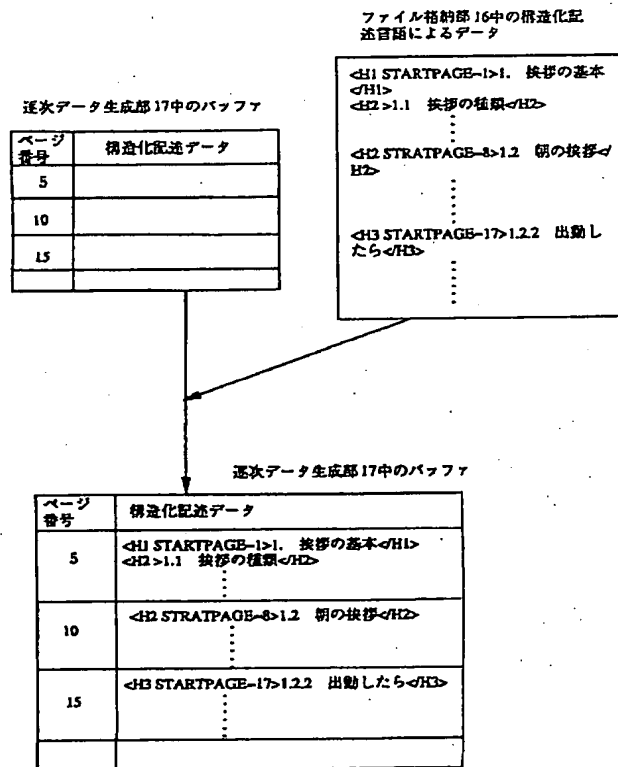 ファイル格納部16中の構造化記
述言語によるデータ
<H1 STARTPAGE=1>1. 挨拶の基本
</H1>
<H2>1.1 挨拶の種類</H2>
<H2 STRATPAGE=8>1.2 朝の挨拶</
H2>
<H3 STARTPAGE=17>1.2.2 出勤し
たら</H3>
逐次データ生成部17中のバッファ
ページ
番号
構造化記述データ
5
10
15
逐次データ生成部17中のバッファ
ページ
番号
構造化記述データ
5
<H1 STARTPAGE=1>1. 挨拶の基本</H1>
<H2>1.1 挨拶の種類</H2>
10
<H2 STRATPAGE=8>1.2 朝の挨拶</H2>
15
<H3 STARTPAGE=17>1.2.2 出勤したら</H3>